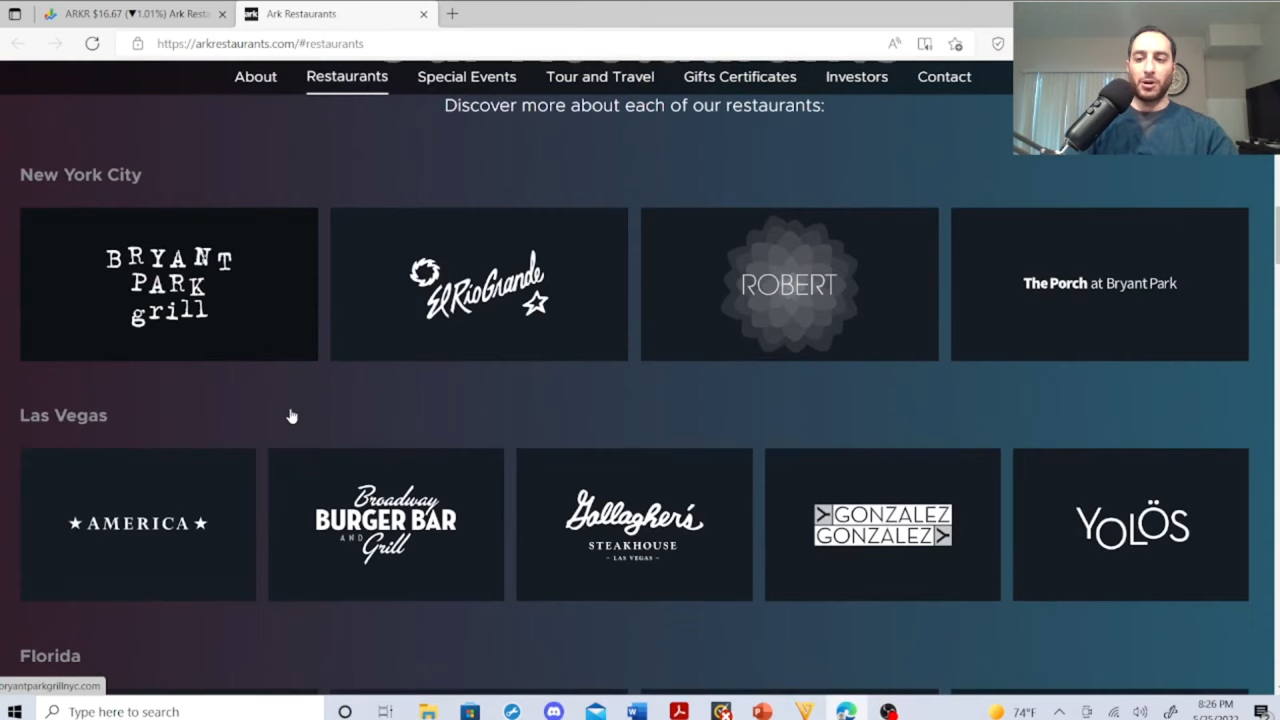 ARKR $16.67 (▼1.01%) Ark Resta
Ark Restaurants
https://arkrestaurants.com/#restaurants
About Restaurants Special Events Tour and Travel Gifts Certificates Investors Contact
Discover more about each of our restaurants:
New York City
BRYANT
PARK
grill
El Rio Grande
ROBERT
The Porch at Bryant Park
Las Vegas
★ AMERICA ★
Broadway
BURGER BAR
AND Grill
Gallagher's
STEAKHOUSE
– LAS VEGAS –
GONZALEZ
GONZALEZ
YOLÖS
Florida
bryantparkgrillnyc.com
Type here to search
74°F
8:26 PM